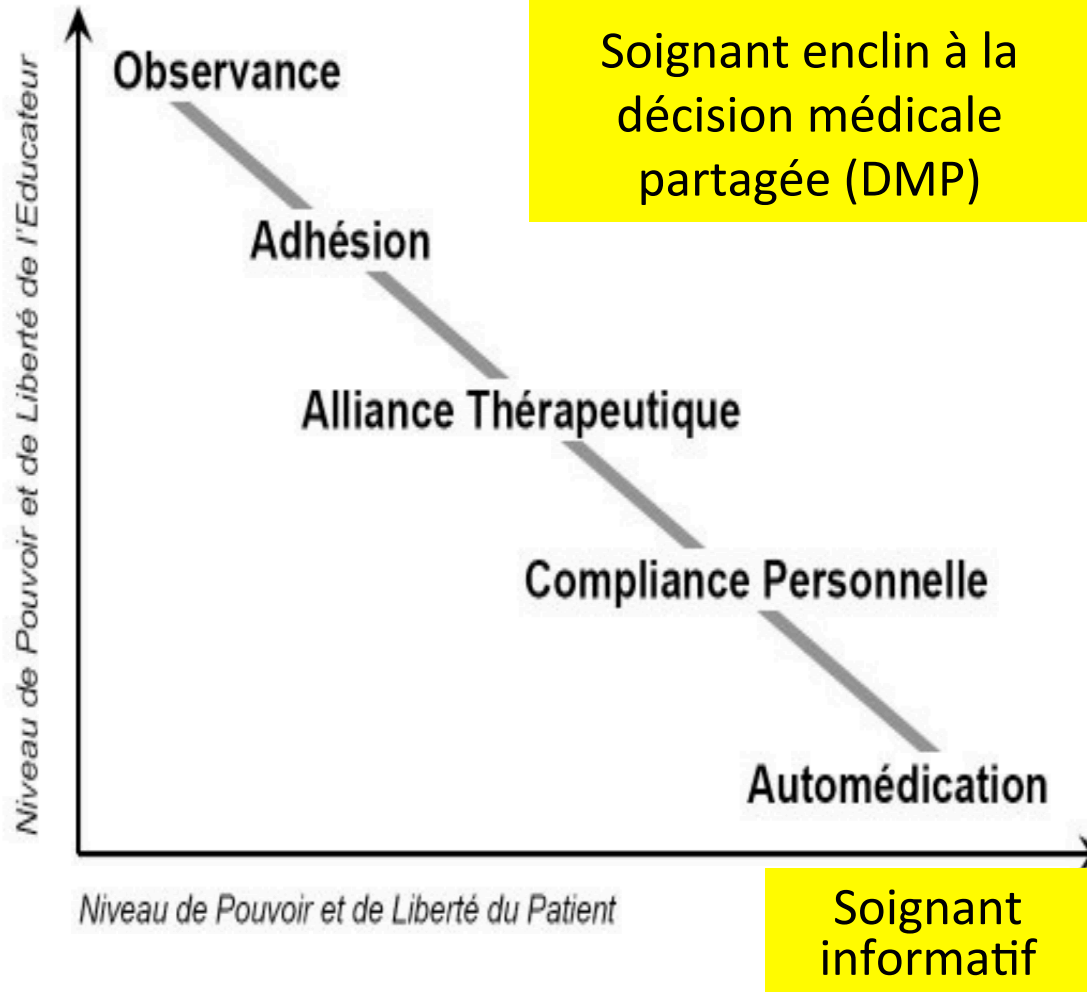 Soignant enclin à la
décision médicale
partagée (DMP)
Niveau de Pouvoir et de Liberté de l'Educateur
Observance
Adhésion
Alliance Thérapeutique
Compliance Personnelle
Automédication
Niveau de Pouvoir et de Liberté du Patient
Soignant
informatif